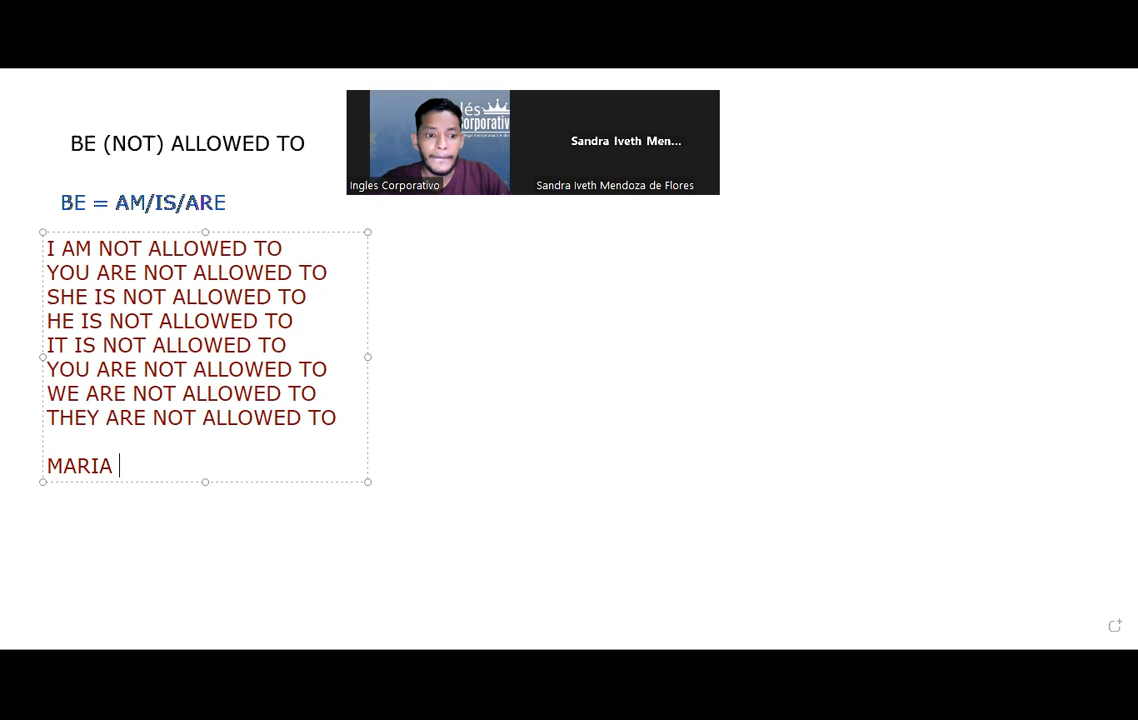 BE (NOT) ALLOWED TO
és
orporativ
Ingles Corporativo
Sandra Iveth Men...
Sandra Iveth Mendoza de Flores
BE = AM/IS/ARE
I AM NOT ALLOWED TO
YOU ARE NOT ALLOWED TO
SHE IS NOT ALLOWED TO
HE IS NOT ALLOWED TO
IT IS NOT ALLOWED TO
YOU ARE NOT ALLOWED TO
WE ARE NOT ALLOWED TO
THEY ARE NOT ALLOWED TO
MARIA